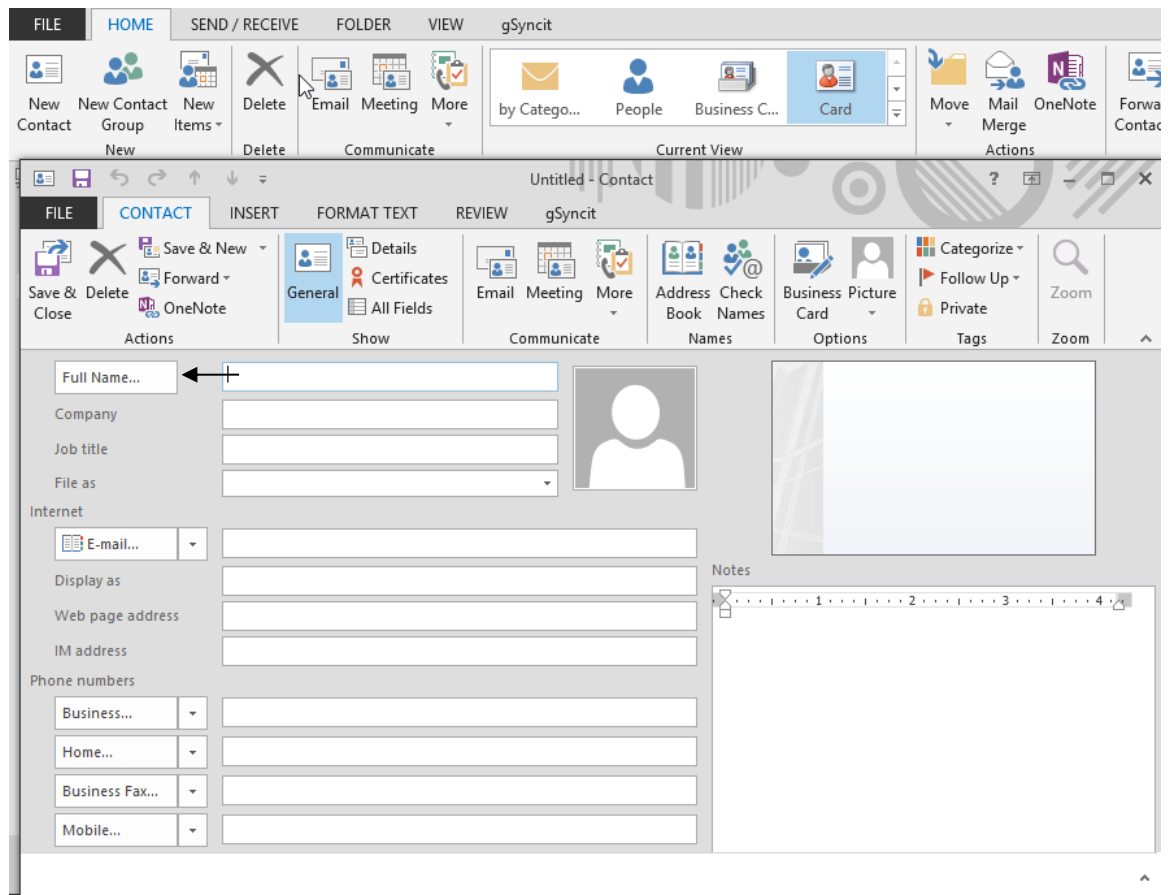 FILE HOME SEND / RECEIVE FOLDER VIEW gSyncit
New Contact
New Contact Group
New Items
Delete
Email Meeting More
by Catego... People Business C... Card
Move
Mail Merge
OneNote
New Delete Communicate Current View Actions
Untitled - Contact ?
FILE CONTACT INSERT FORMAT TEXT REVIEW gSyncit
Save & Close
Delete
Save & New
Forward
OneNote
General
Details
Certificates
All Fields
Email Meeting More
Address Book
Check Names
Business Card
Picture
Categorize
Follow Up
Private
Zoom
Actions Show Communicate Names Options Tags Zoom
Full Name...
Company
Job title
File as
Internet
E-mail...
Display as
Web page address
IM address
Phone numbers
Business...
Home...
Business Fax...
Mobile...
Notes
1 2 3 4